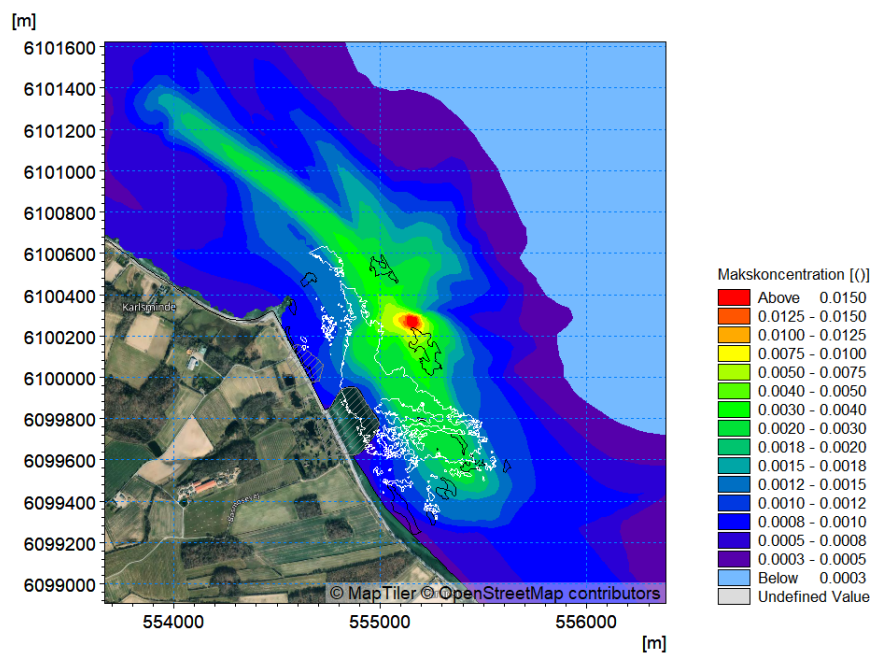 [m]
6101600
6101400
6101200
6101000
6100800
6100600
6100400
6100200
6100000
6099800
6099600
6099400
6099200
6099000
Karlsminde
© MapTiler © OpenStreetMap contributors
554000 555000 556000
[m]
Makskoncentration [()]
Above 0.0150
0.0125 - 0.0150
0.0100 - 0.0125
0.0075 - 0.0100
0.0050 - 0.0075
0.0040 - 0.0050
0.0030 - 0.0040
0.0020 - 0.0030
0.0018 - 0.0020
0.0015 - 0.0018
0.0012 - 0.0015
0.0010 - 0.0012
0.0008 - 0.0010
0.0005 - 0.0008
0.0003 - 0.0005
Below 0.0003
Undefined Value